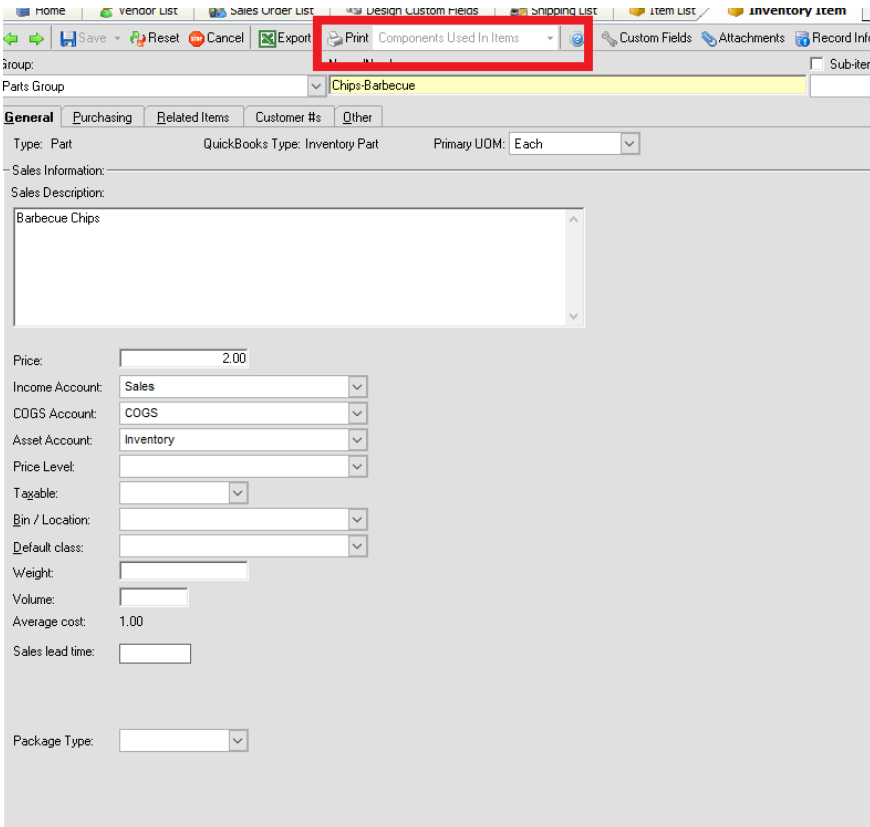 Home Vendor List Sales Order List Design Custom Fields Shipping List Item List Inventory Item
Save Reset Cancel Export Print Components Used In Items Custom Fields Attachments Record Info
Group: Sub-item
Parts Group Chips-Barbecue
General Purchasing Related Items Customer #s Other
Type: Part QuickBooks Type: Inventory Part Primary UOM: Each
Sales Information:
Sales Description:
Barbecue Chips
Price: 2.00
Income Account: Sales
COGS Account: COGS
Asset Account: Inventory
Price Level:
Taxable:
Bin / Location:
Default class:
Weight:
Volume:
Average cost: 1.00
Sales lead time:
Package Type: